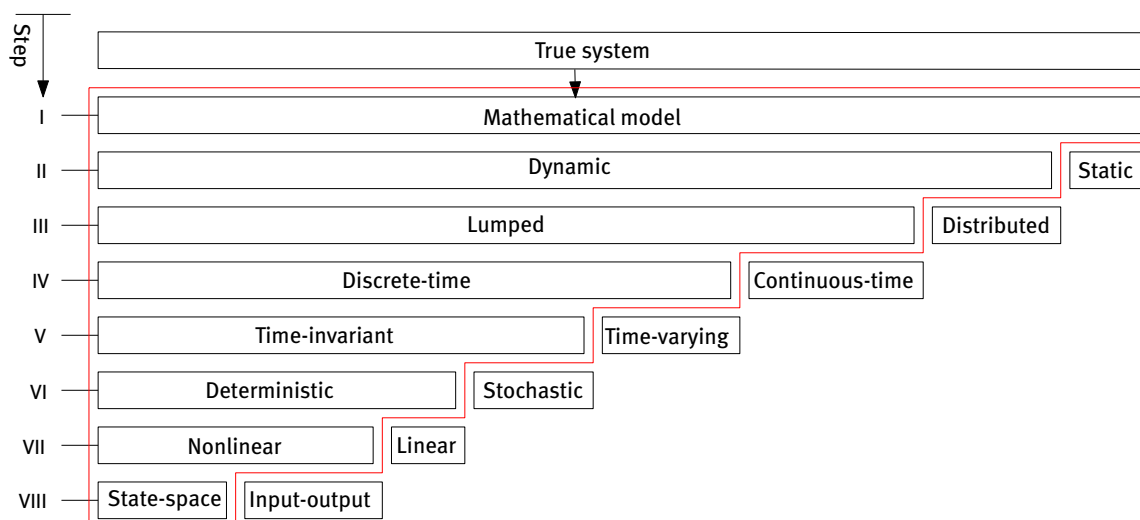 Step
True system
I
Mathematical model
II
Dynamic
Static
III
Lumped
Distributed
IV
Discrete-time
Continuous-time
V
Time-invariant
Time-varying
VI
Deterministic
Stochastic
VII
Nonlinear
Linear
VIII
State-space
Input-output